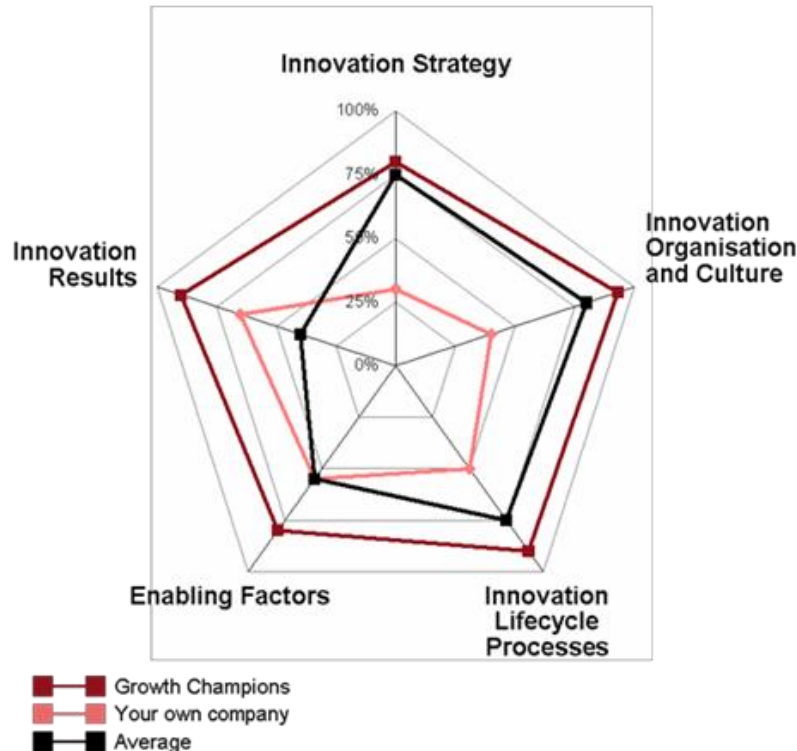 Innovation Strategy
100%
75%
50%
25%
0%
Innovation
Organisation
and Culture
Innovation
Results
Enabling Factors
Innovation
Lifecycle
Processes
Growth Champions
Your own company
Average